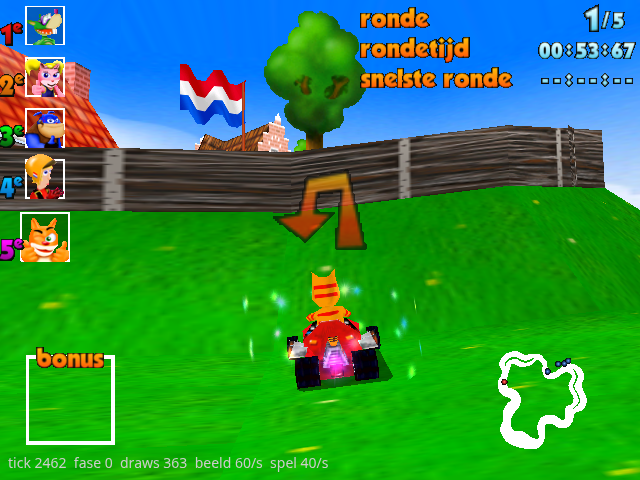 1e
2e
3e
4e
5e
ronde
1/5
rondetijd
00:53:67
snelste ronde
--:--:--
bonus
tick 2462 fase 0 draws 363 beeld 60/s spel 40/s